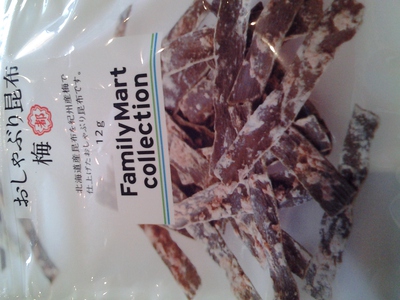 おしゃぶり昆布
梅
都
北海道産昆布を紀州産梅で
仕上げたおしゃぶり昆布です。
12g
FamilyMart
collection